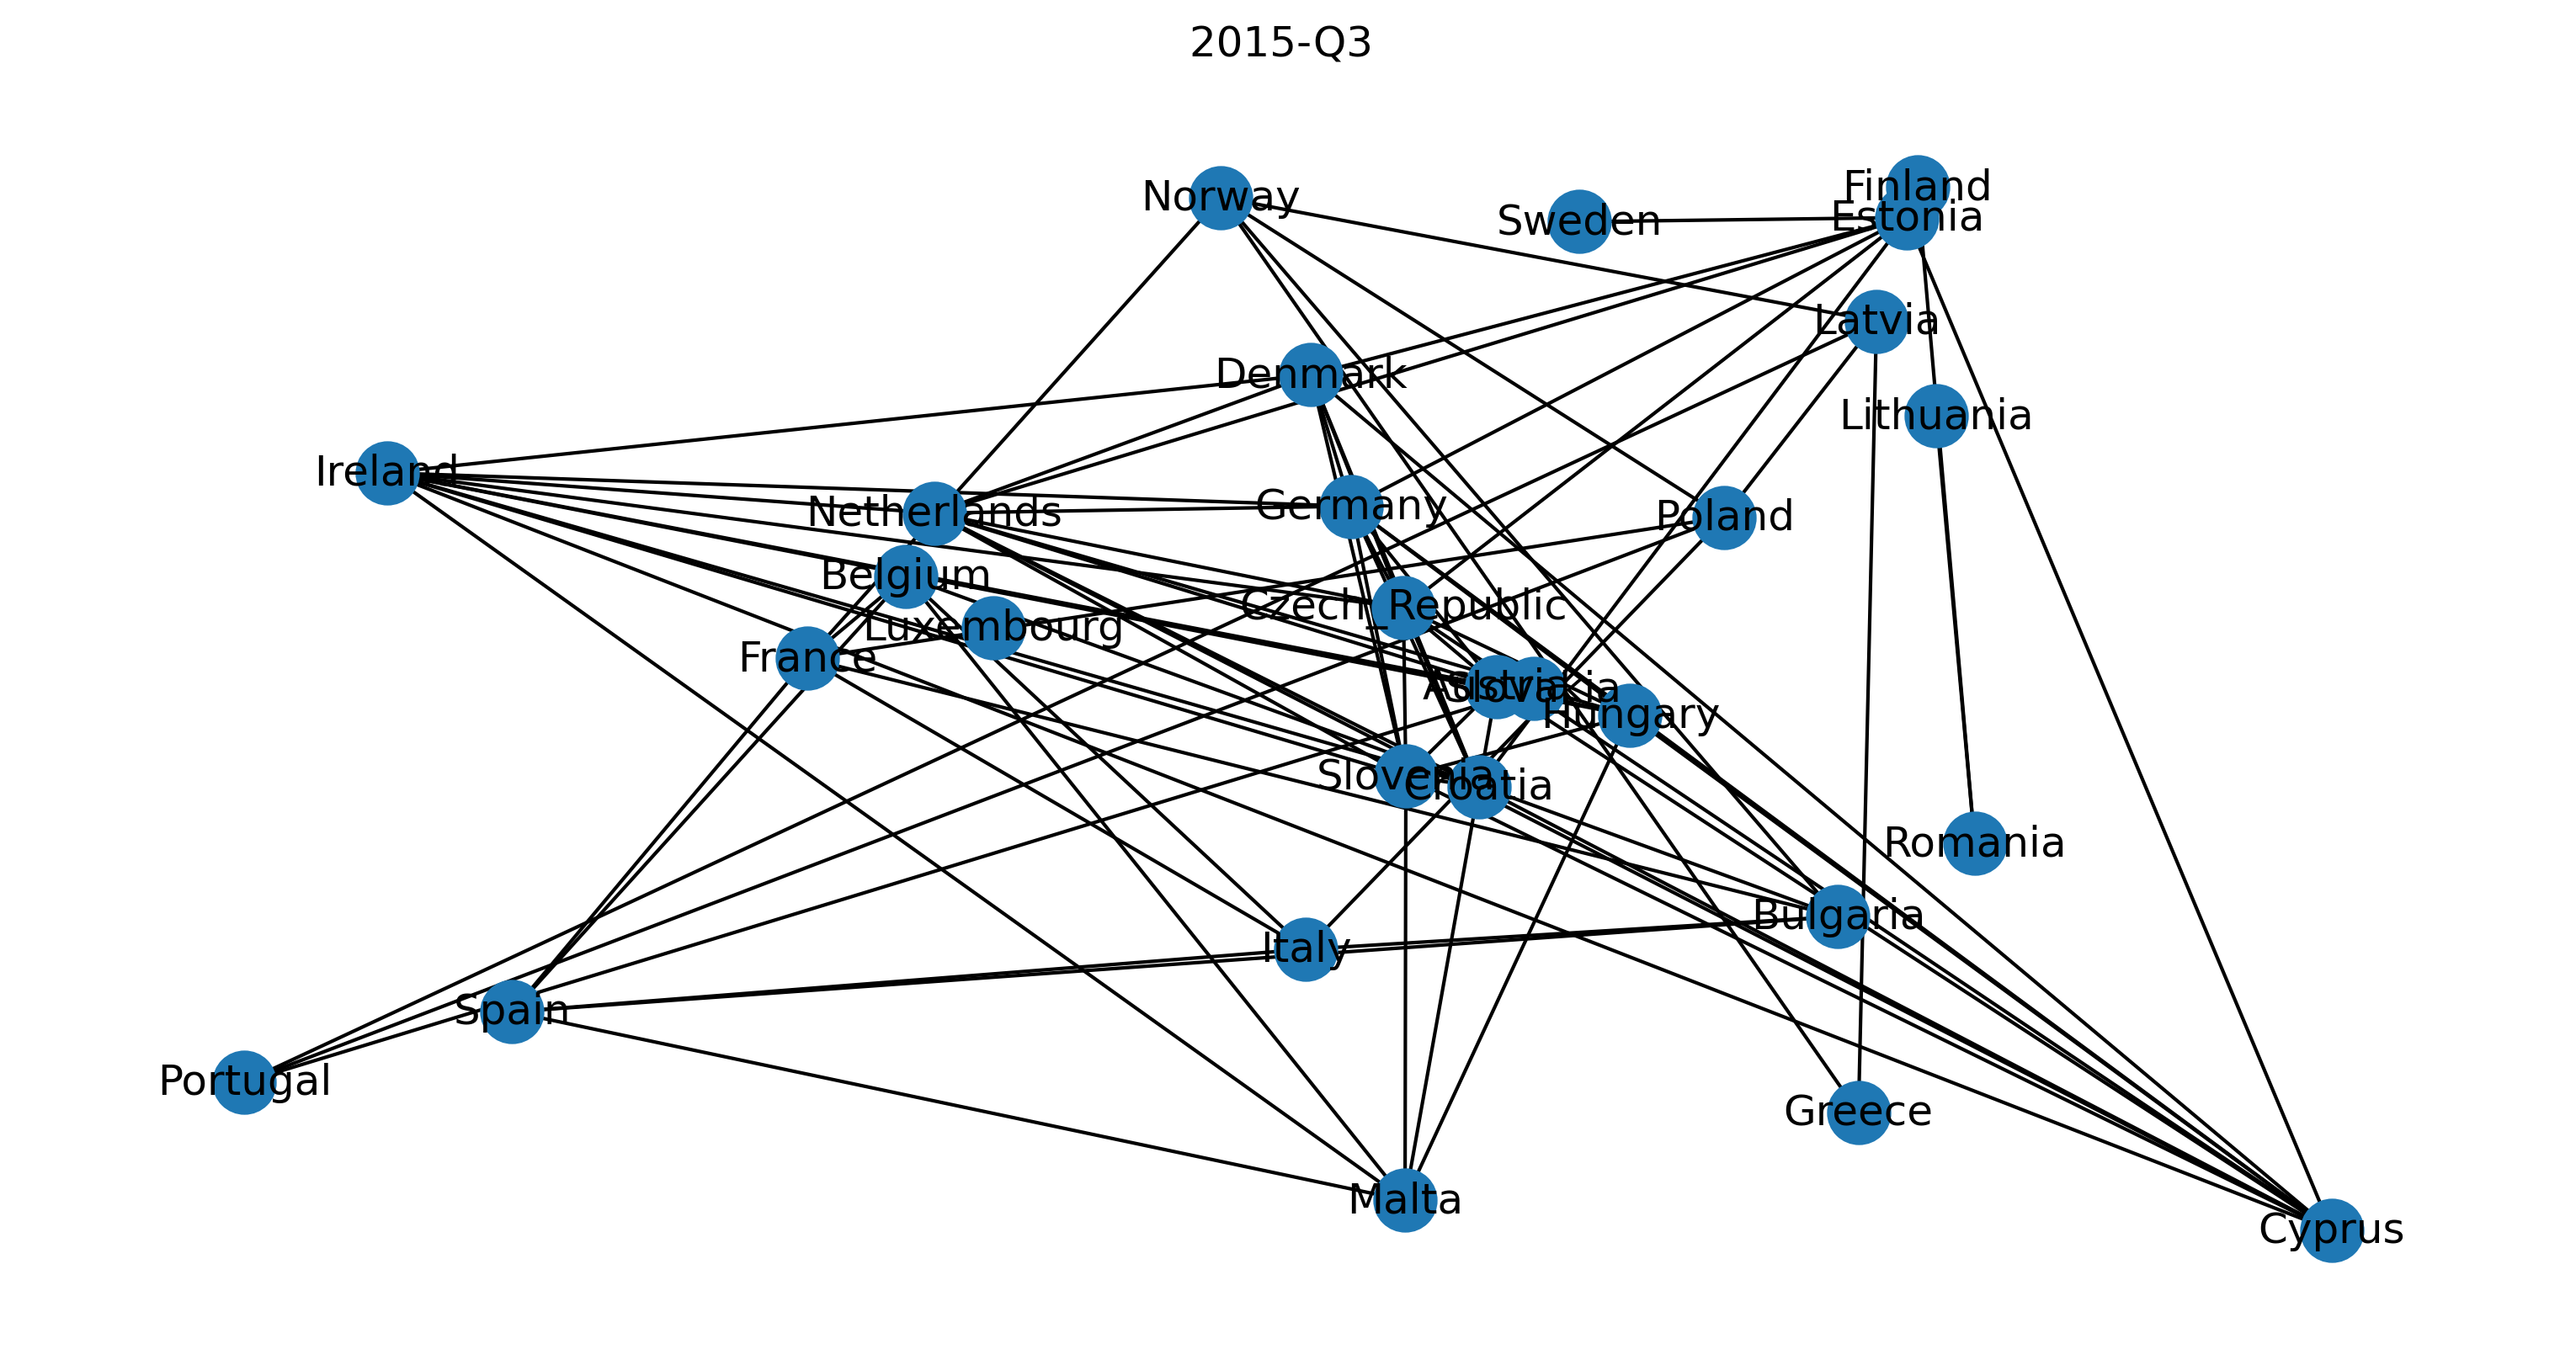 2015-Q3
Finland
Norway
Sweden
Estonia
Latvia
Denmark
Lithuania
Ireland
Netherlands
Germany
Poland
Belgium
Czech_Republic
Luxembourg
France
Austria
Slovakia
Hungary
Slovenia
Croatia
Romania
Bulgaria
Italy
Spain
Portugal
Greece
Malta
Cyprus